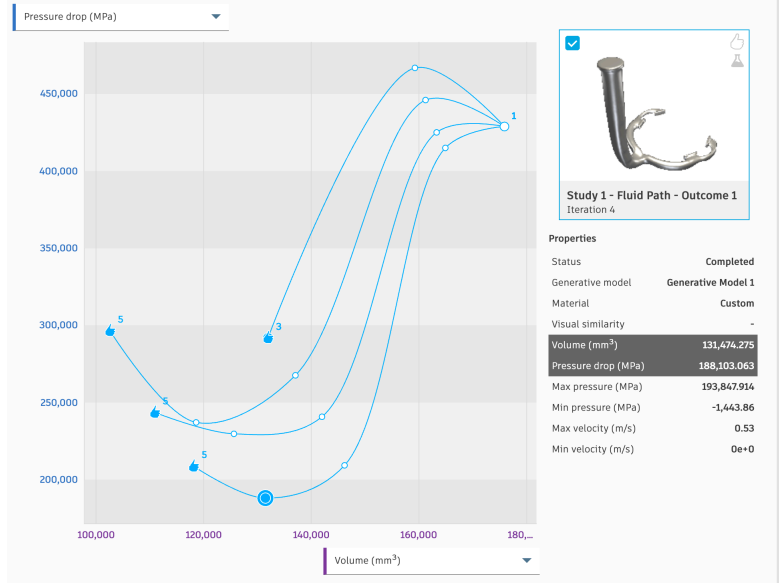 Pressure drop (MPa)
450,000
400,000
350,000
300,000
250,000
200,000
1
5
3
5
5
100,000
120,000
140,000
160,000
180,...
Volume (mm³)
Study 1 - Fluid Path - Outcome 1
Iteration 4
Properties
Status Completed
Generative model Generative Model 1
Material Custom
Visual similarity -
Volume (mm³) 131,474.275
Pressure drop (MPa) 188,103.063
Max pressure (MPa) 193,847.914
Min pressure (MPa) -1,443.86
Max velocity (m/s) 0.53
Min velocity (m/s) 0e+0